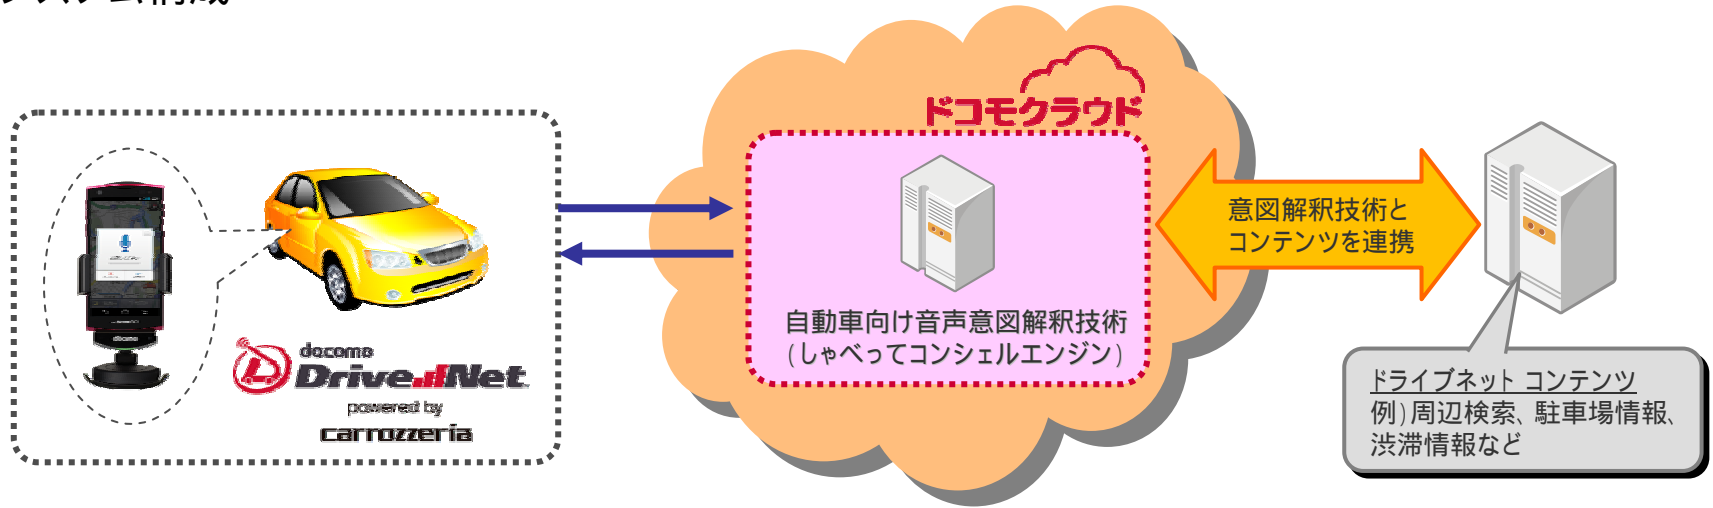 ドコモクラウド
意図解釈技術と
コンテンツを連携
自動車向け音声意図解釈技術
(しゃべってコンシェルエンジン)
docomo
docomo
Drive Net
powered by
carrozzeria
ドライブネット コンテンツ
例)周辺検索、駐車場情報、
渋滞情報など